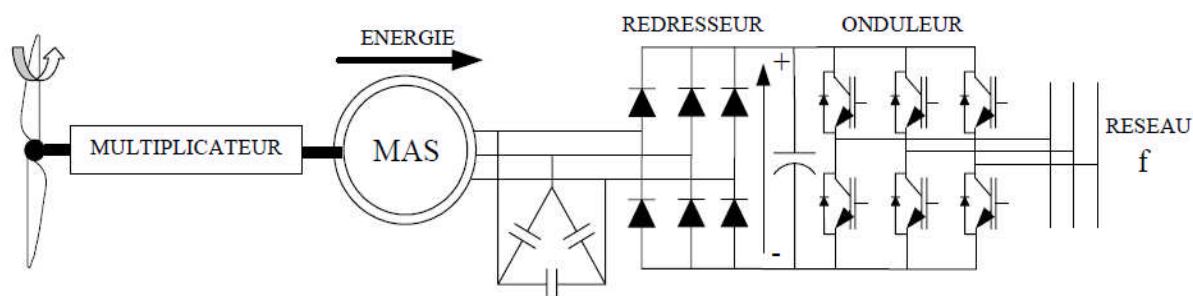 ENERGIE
REDRESSEUR
ONDULEUR
+
MULTIPLICATEUR
MAS
RESEAU
f
-